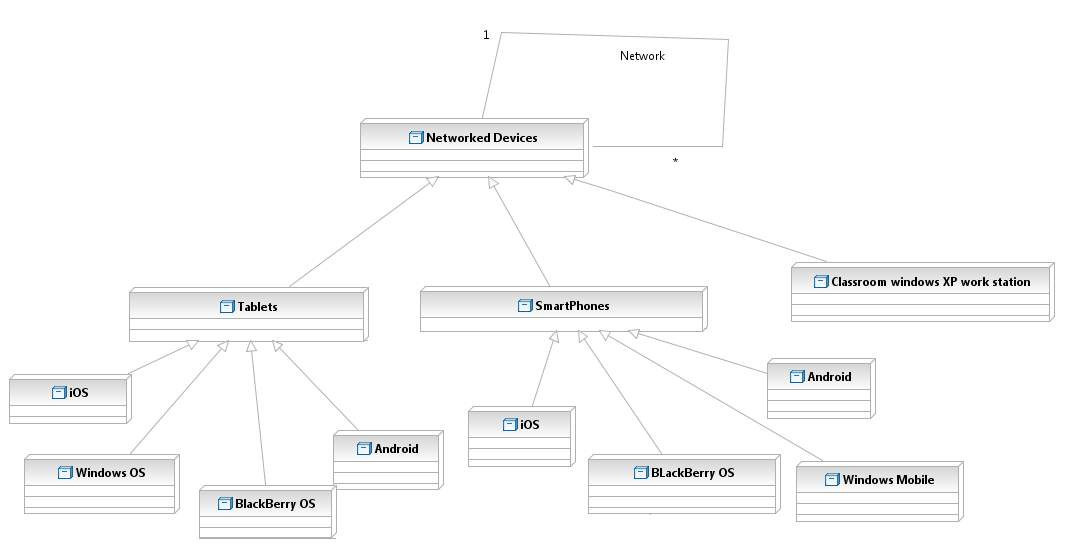 1
Network
Networked Devices
*
Classroom windows XP work station
Tablets
SmartPhones
Android
iOS
iOS
Android
Windows OS
BLackBerry OS
Windows Mobile
BlackBerry OS